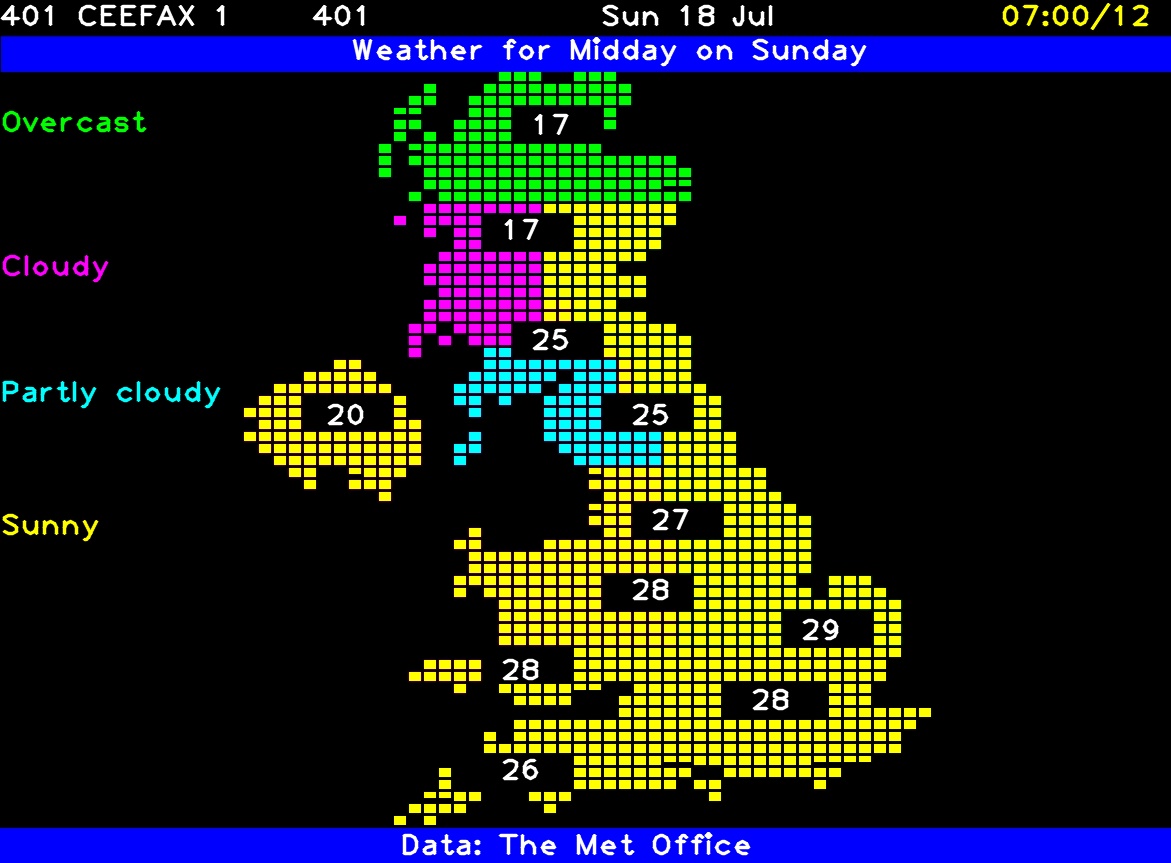 401 CEEFAX 1 401 Sun 18 Jul 07:00/12
Weather for Midday on Sunday
Overcast
17
17
Cloudy
25
Partly cloudy
20
25
27
Sunny
28
29
28
28
26
Data: The Met Office